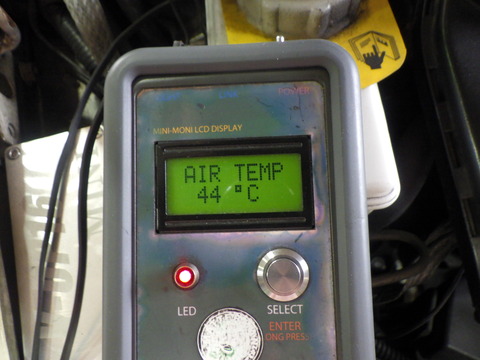 POWER
MINI-MONI LCD DISPLAY
AIR TEMP
44 °C
LED
SELECT
ENTER
LONG PRESS